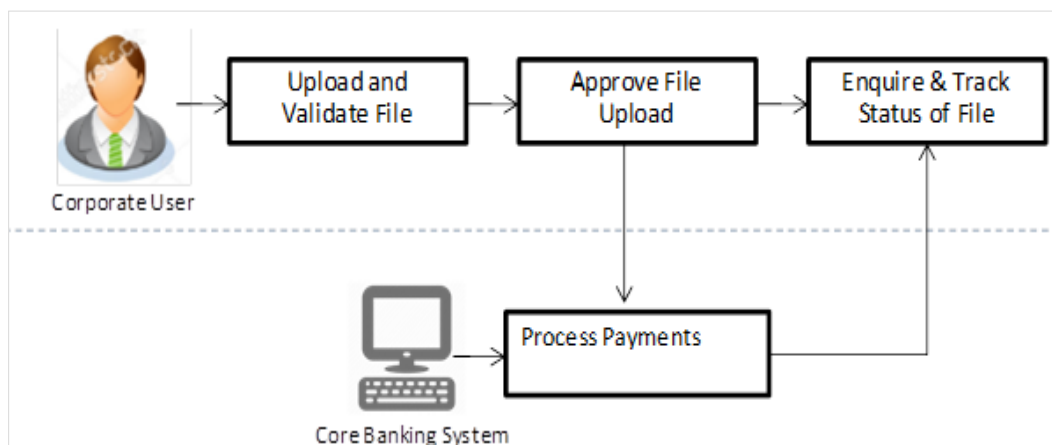 Upload and
Validate File
Approve File
Upload
Enquire & Track
Status of File
Corporate User
Process Payments
Core Banking System